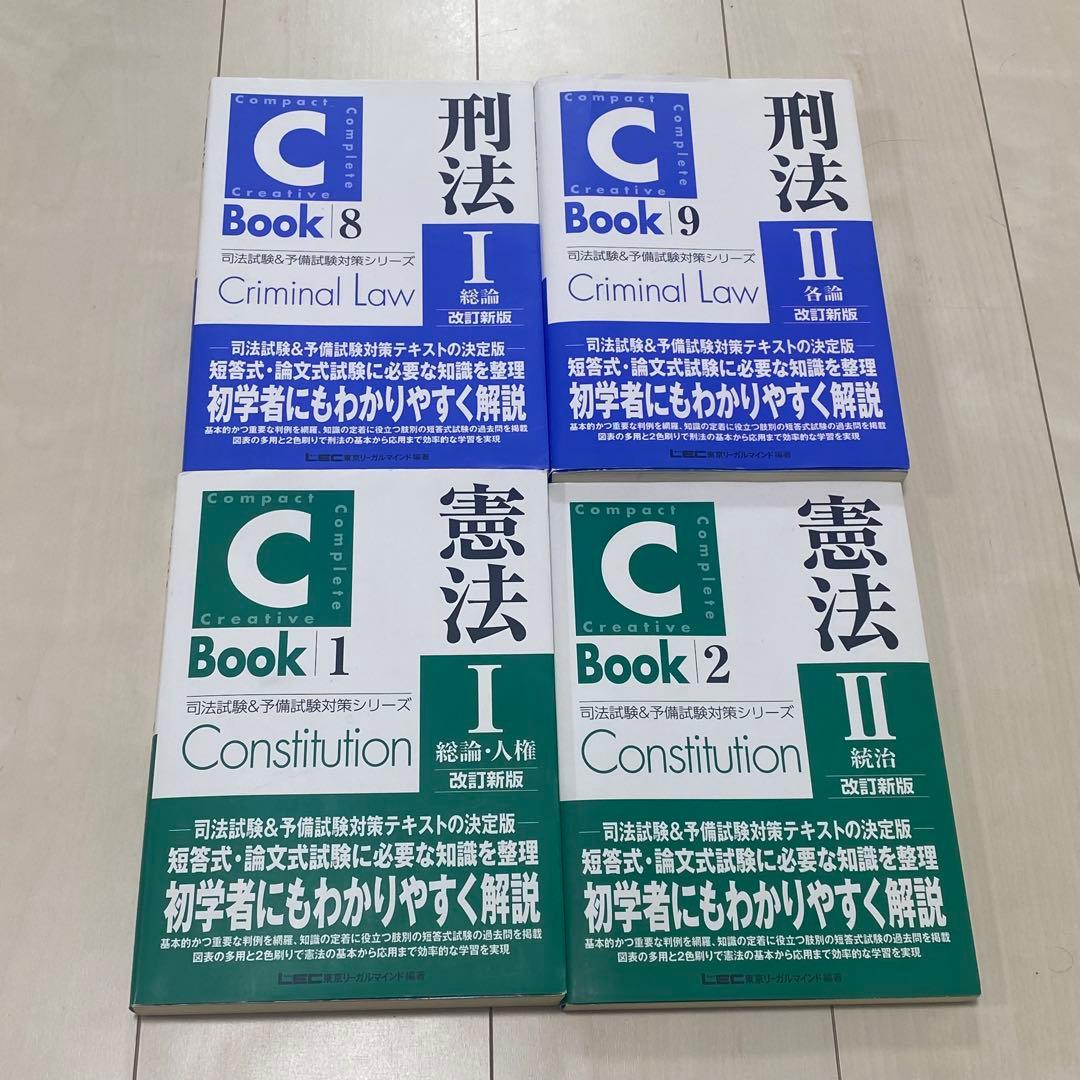 Compact
Complete
C
Creative
Book 8
刑法
司法試験&予備試験対策シリーズ
Criminal Law
I
総論
改訂新版
司法試験&予備試験対策テキストの決定版
短答式・論文式試験に必要な知識を整理
初学者にもわかりやすく解説
基本的かつ重要な判例を網羅、知識の定着に役立つ肢別の短答式試験の過去問を掲載
図表の多用と2色刷りで刑法の基本から応用まで効率的な学習を実現
LEC東京リーガルマインド編著
Compact
Complete
C
Creative
Book 9
刑法
司法試験&予備試験対策シリーズ
Criminal Law
II
各論
改訂新版
司法試験&予備試験対策テキストの決定版
短答式・論文式試験に必要な知識を整理
初学者にもわかりやすく解説
基本的かつ重要な判例を網羅、知識の定着に役立つ肢別の短答式試験の過去問を掲載
図表の多用と2色刷りで刑法の基本から応用まで効率的な学習を実現
LEC東京リーガルマインド編著
Compact
Complete
C
Creative
Book 1
憲法
司法試験&予備試験対策シリーズ
Constitution
I
総論・人権
改訂新版
司法試験&予備試験対策テキストの決定版
短答式・論文式試験に必要な知識を整理
初学者にもわかりやすく解説
基本的かつ重要な判例を網羅、知識の定着に役立つ肢別の短答式試験の過去問を掲載
図表の多用と2色刷りで憲法の基本から応用まで効率的な学習を実現
LEC東京リーガルマインド編著
Compact
Complete
C
Creative
Book 2
憲法
司法試験&予備試験対策シリーズ
Constitution
II
統治
改訂新版
司法試験&予備試験対策テキストの決定版
短答式・論文式試験に必要な知識を整理
初学者にもわかりやすく解説
基本的かつ重要な判例を網羅、知識の定着に役立つ肢別の短答式試験の過去問を掲載
図表の多用と2色刷りで憲法の基本から応用まで効率的な学習を実現
LEC東京リーガルマインド編著